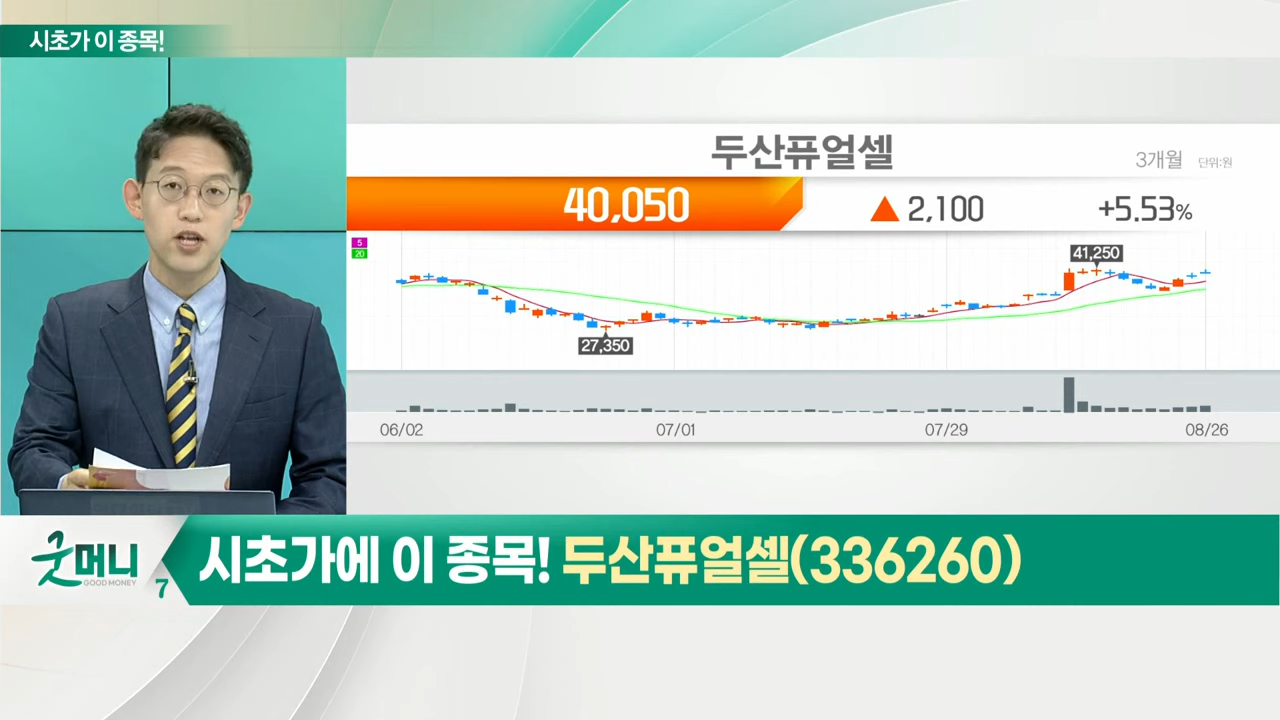 시초가 이 종목!
두산퓨얼셀
3개월 단위:원
40,050 ▲ 2,100 +5.53%
5
20
41,250
27,350
06/02 07/01 07/29 08/26
굿머니
GOOD MONEY
7
시초가에 이 종목! 두산퓨얼셀(336260)